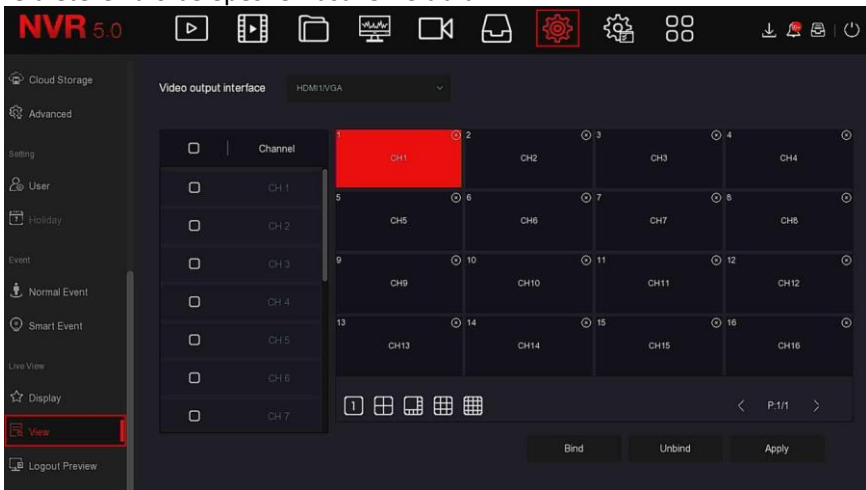 NVR 5.0
Cloud Storage
Advanced
Setting
User
Holiday
Event
Normal Event
Smart Event
Live View
Display
View
Logout Preview
Video output interface HDMI1/VGA
Channel
CH 1
CH 2
CH 3
CH 4
CH 5
CH 6
CH 7
1 2 3 4
CH1 CH2 CH3 CH4
5 6 7 8
CH5 CH6 CH7 CH8
9 10 11 12
CH9 CH10 CH11 CH12
13 14 15 16
CH13 CH14 CH15 CH16
1 P:1/1
Bind Unbind Apply